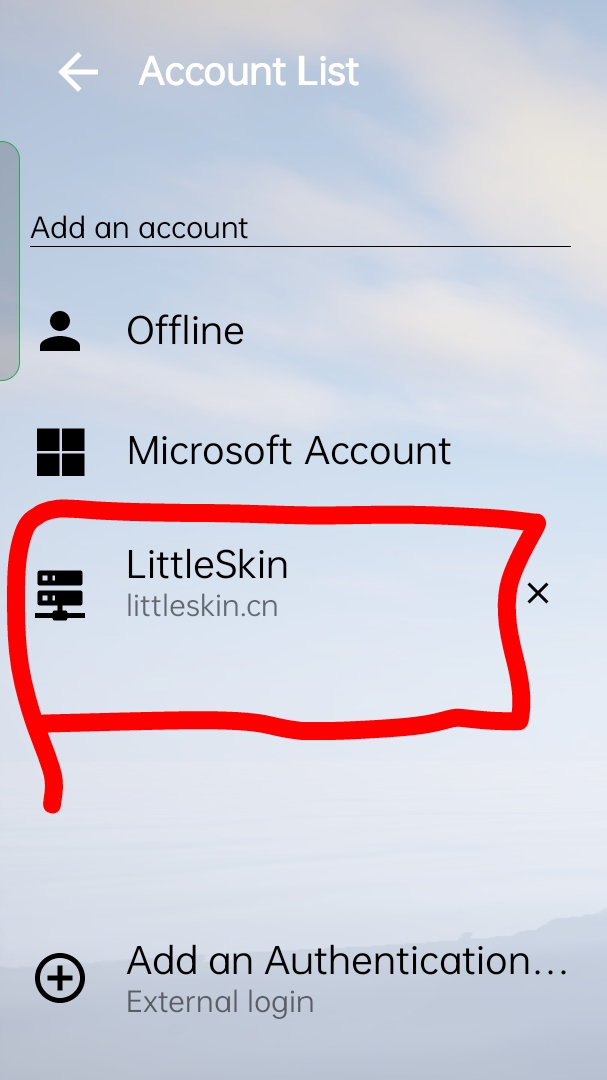 Account List
Add an account
Offline
Microsoft Account
LittleSkin
littleskin.cn
Add an Authentication...
External login